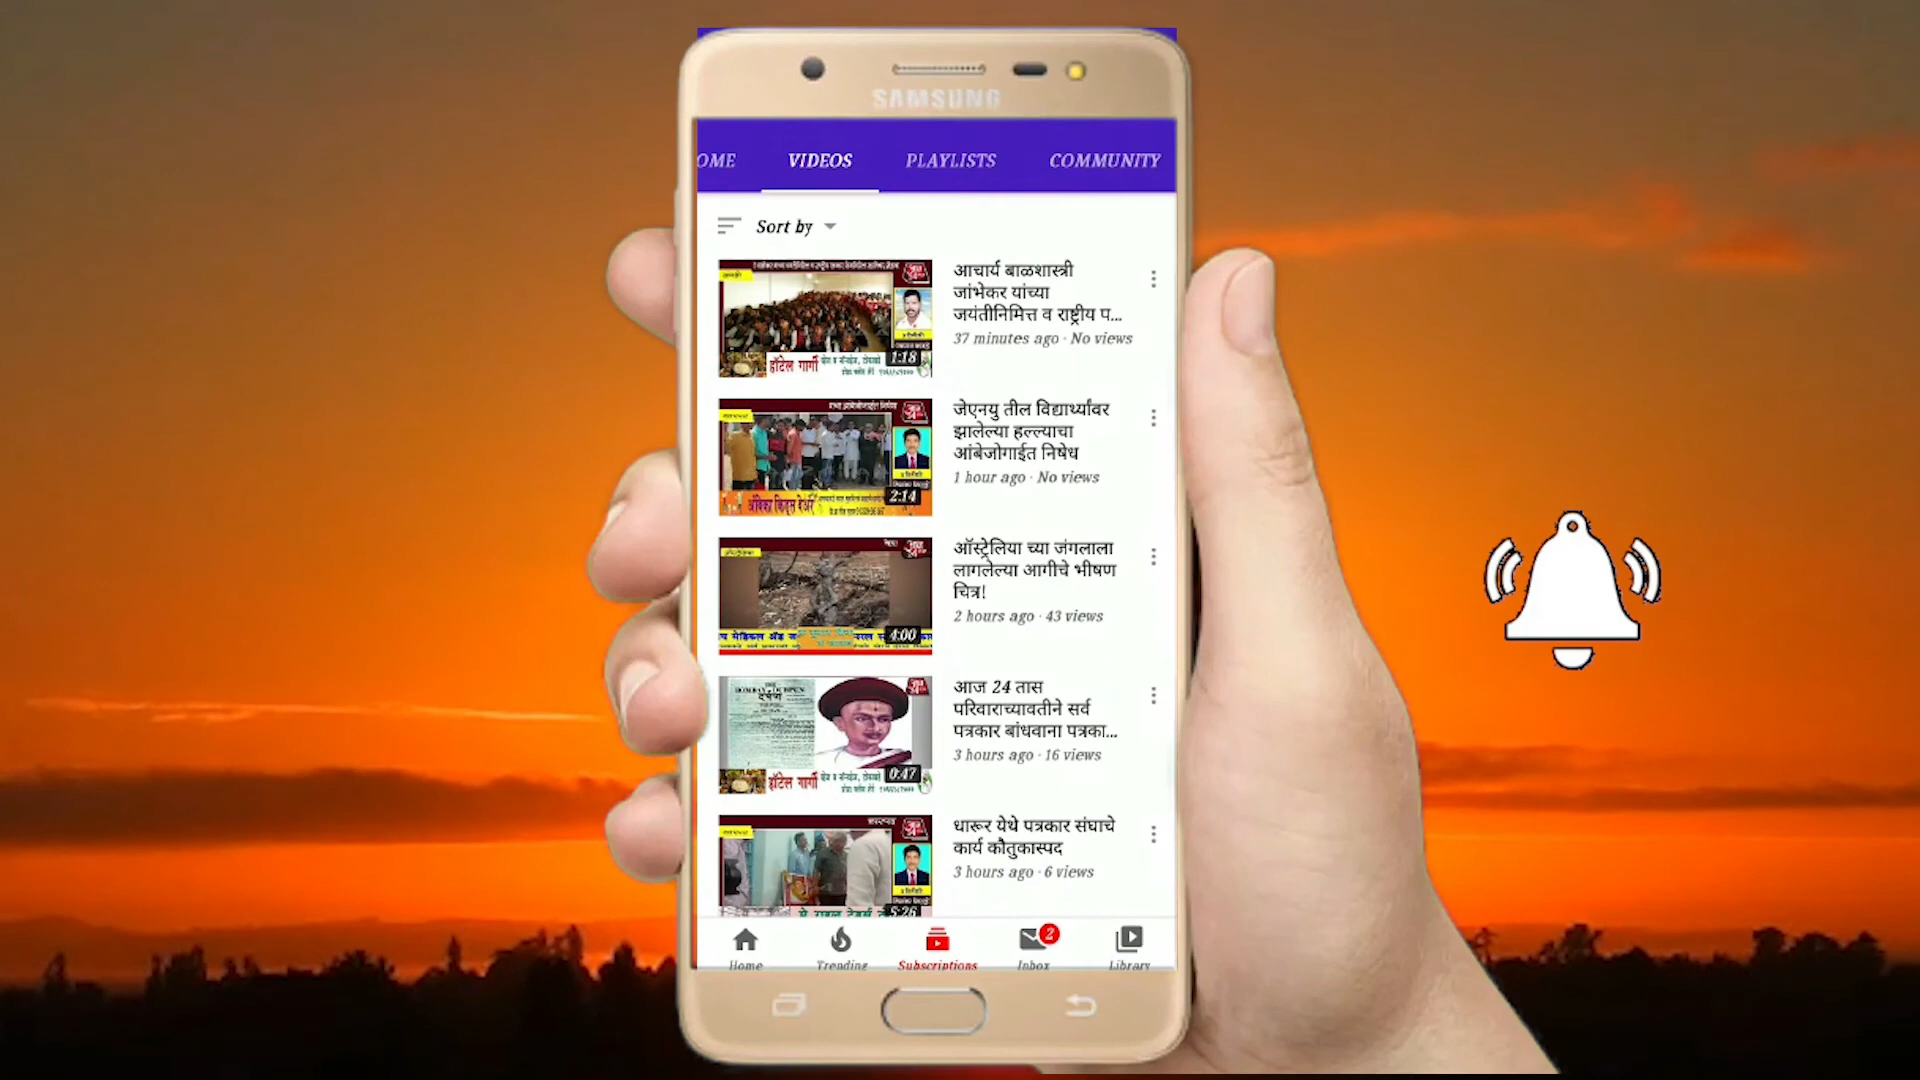 SAMSUNG
OME VIDEOS PLAYLISTS COMMUNITY
Sort by
आचार्य बाळशास्त्री
जांभेकर यांच्या
जयंतीनिमित्त व राष्ट्रीय प...
37 minutes ago · No views
हॉटेल गार्गी
1:18
जेएनयु तील विद्यार्थ्यांवर
झालेल्या हल्ल्याचा
आंबेजोगाईत निषेध
1 hour ago · No views
अंबिका किड्स वेअर
2:14
ऑस्ट्रेलिया च्या जंगलाला
लागलेल्या आगीचे भीषण
चित्र!
2 hours ago · 43 views
4:00
आज 24 तास
परिवाराच्यावतीने सर्व
पत्रकार बांधवाना पत्रका...
3 hours ago · 16 views
हॉटेल गार्गी
0:47
धारूर येथे पत्रकार संघाचे
कार्य कौतुकास्पद
3 hours ago · 6 views
5:26
2
Home Trending Subscriptions Inbox Library